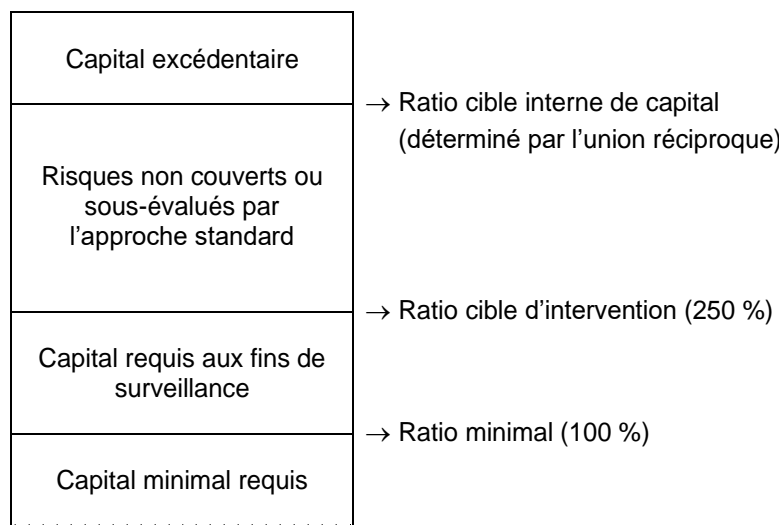 Capital excédentaire
→ Ratio cible interne de capital
(déterminé par l'union réciproque)
Risques non couverts ou
sous-évalués par
l'approche standard
→ Ratio cible d'intervention (250 %)
Capital requis aux fins de
surveillance
→ Ratio minimal (100 %)
Capital minimal requis